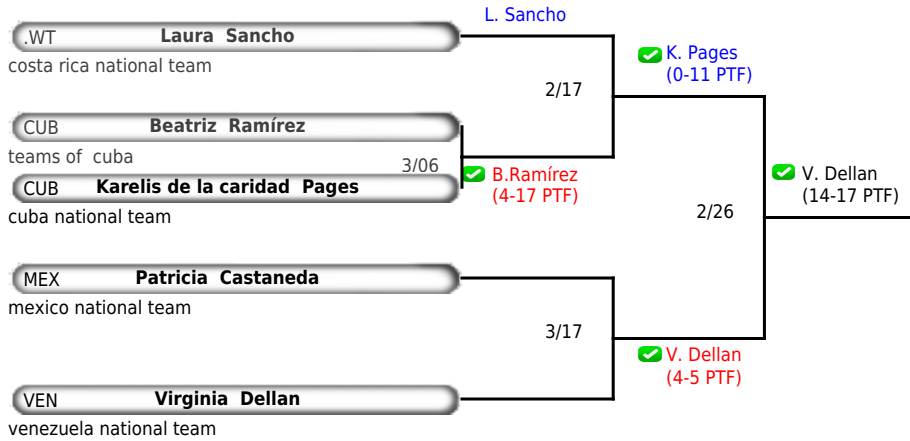 L. Sancho
.WT Laura Sancho
costa rica national team
K. Pages
(0-11 PTF)
2/17
CUB Beatriz Ramírez
teams of cuba
3/06
B.Ramírez
(4-17 PTF)
CUB Karelis de la caridad Pages
cuba national team
V. Dellan
(14-17 PTF)
2/26
MEX Patricia Castaneda
mexico national team
3/17
V. Dellan
(4-5 PTF)
VEN Virginia Dellan
venezuela national team